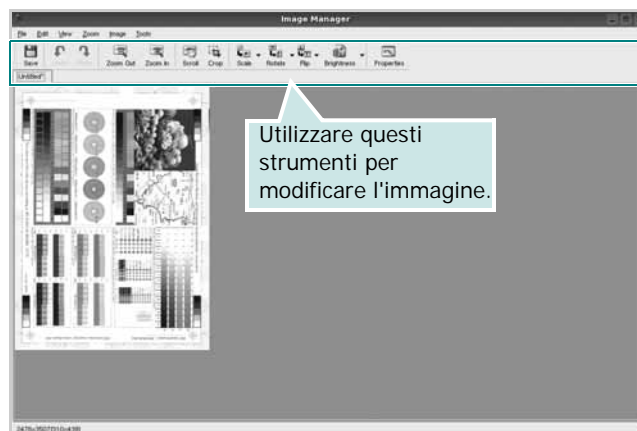 Image Manager
File Edit View Zoom Image Tools
Save Zoom Out Zoom In Scroll Crop Scale Rotate Flip Brightness Properties
Untitled*
Utilizzare questi
strumenti per
modificare l'immagine.